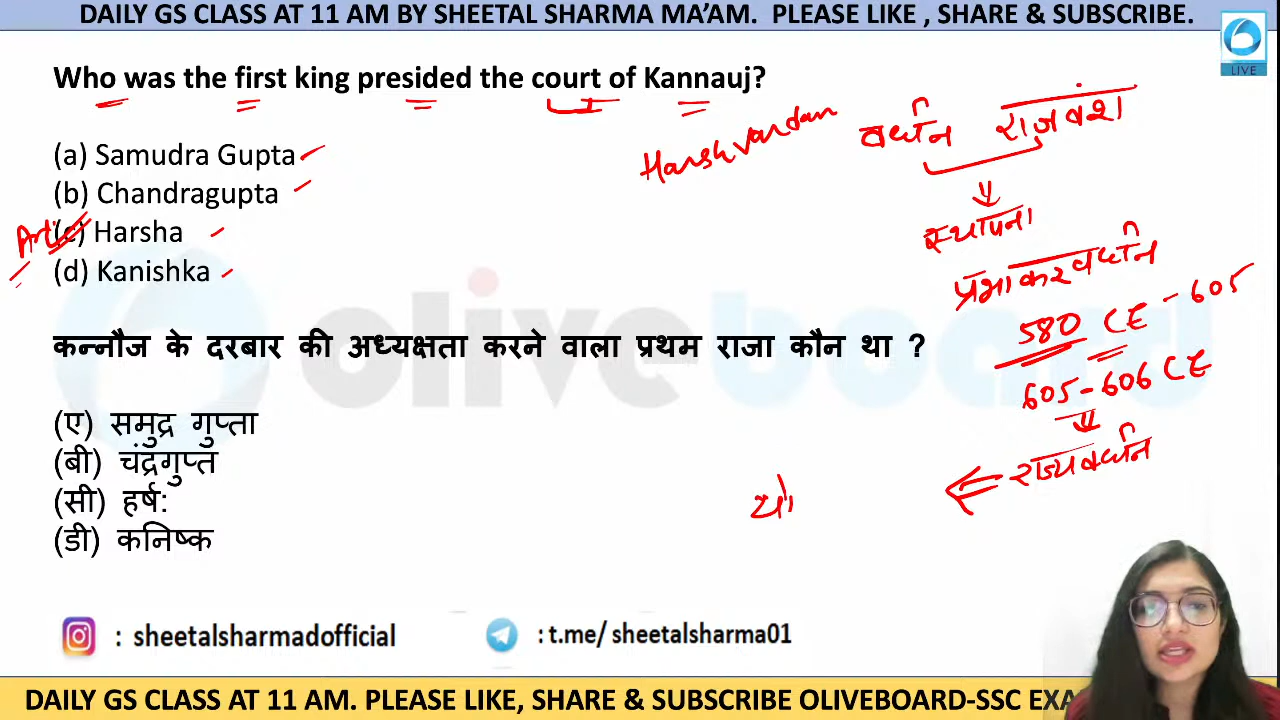 DAILY GS CLASS AT 11 AM BY SHEETAL SHARMA MA’AM. PLEASE LIKE , SHARE & SUBSCRIBE.
LIVE
Who was the first king presided the court of Kannauj?
(a) Samudra Gupta
(b) Chandragupta
(c) Harsha
(d) Kanishka
Harshvardan
वर्धन राजवंश
स्थापना
प्रभाकरवर्धन
580 CE - 605
605-606 CE
राज्यवर्धन
olive board
कन्नौज के दरबार की अध्यक्षता करने वाला प्रथम राजा कौन था ?
(ए) समुद्र गुप्ता
(बी) चंद्रगुप्त
(सी) हर्ष:
(डी) कनिष्क
: sheetalsharmadofficial
: t.me/ sheetalsharma01
DAILY GS CLASS AT 11 AM. PLEASE LIKE, SHARE & SUBSCRIBE OLIVEBOARD-SSC